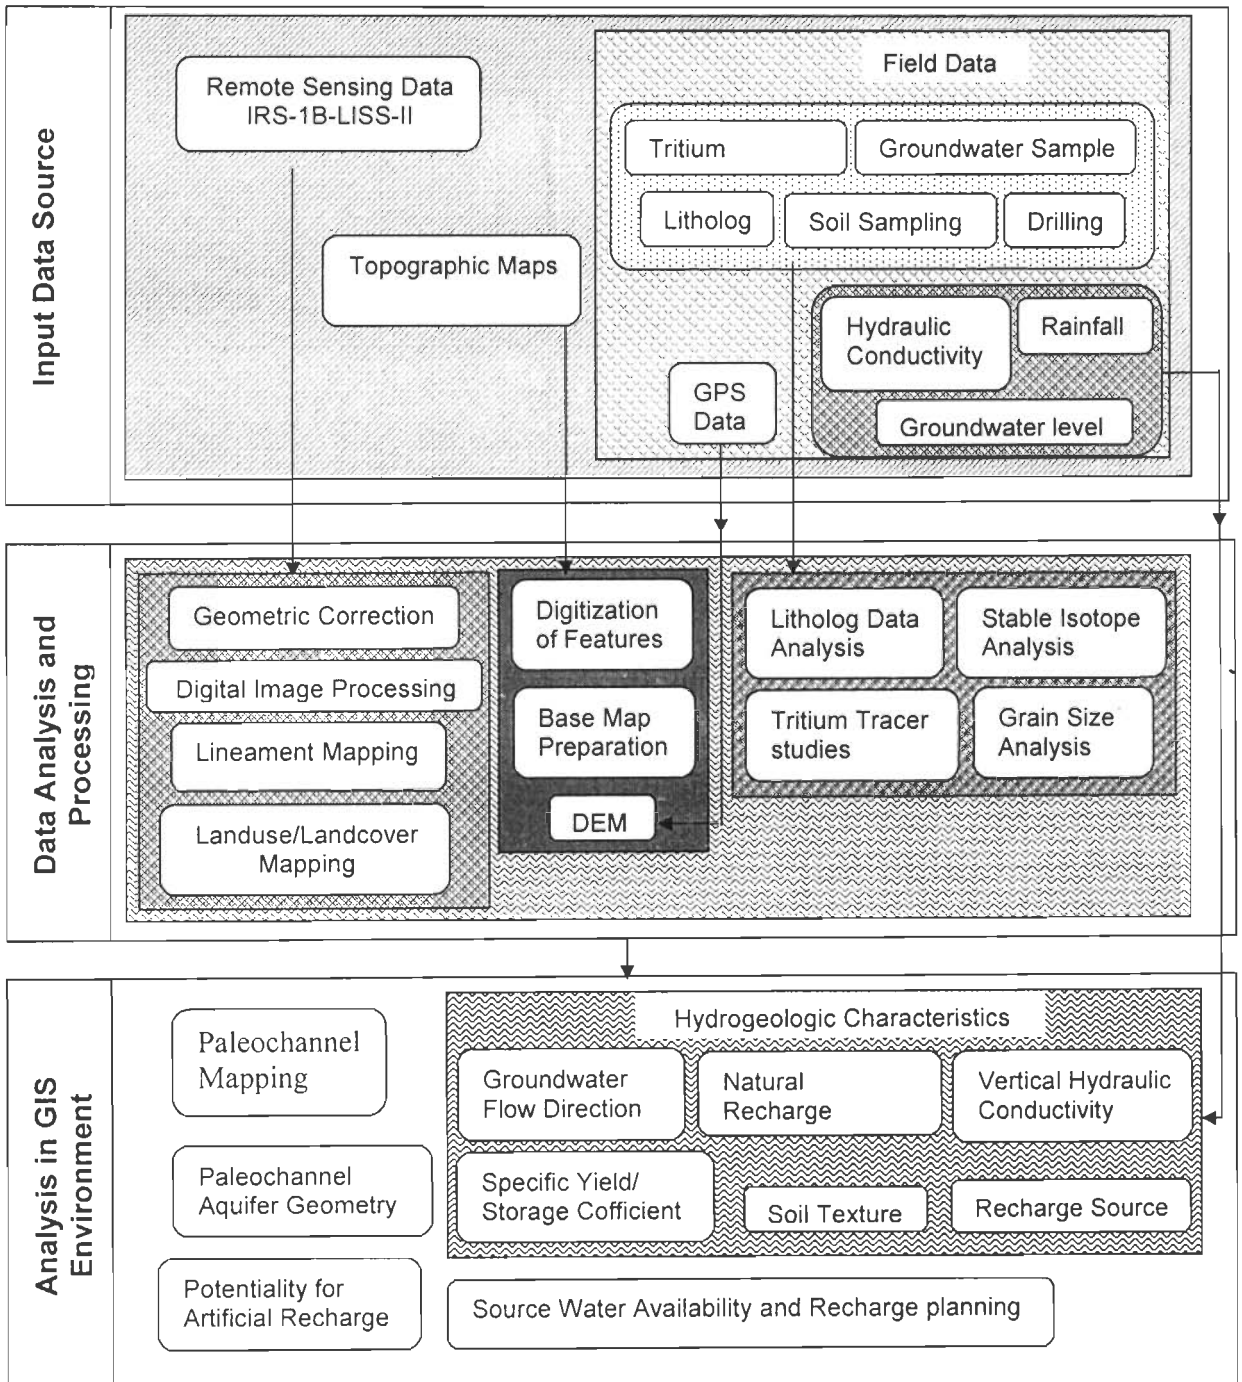 Input Data Source
Remote Sensing Data
IRS-1B-LISS-II
Topographic Maps
Field Data
Tritium
Groundwater Sample
Litholog
Soil Sampling
Drilling
Hydraulic
Conductivity
Rainfall
Groundwater level
GPS
Data
Data Analysis and
Processing
Geometric Correction
Digital Image Processing
Lineament Mapping
Landuse/Landcover
Mapping
Digitization
of Features
Base Map
Preparation
DEM
Litholog Data
Analysis
Stable Isotope
Analysis
Tritium Tracer
studies
Grain Size
Analysis
Analysis in GIS
Environment
Paleochannel
Mapping
Paleochannel
Aquifer Geometry
Potentiality for
Artificial Recharge
Hydrogeologic Characteristics
Groundwater
Flow Direction
Natural
Recharge
Vertical Hydraulic
Conductivity
Specific Yield/
Storage Cofficient
Soil Texture
Recharge Source
Source Water Availability and Recharge planning